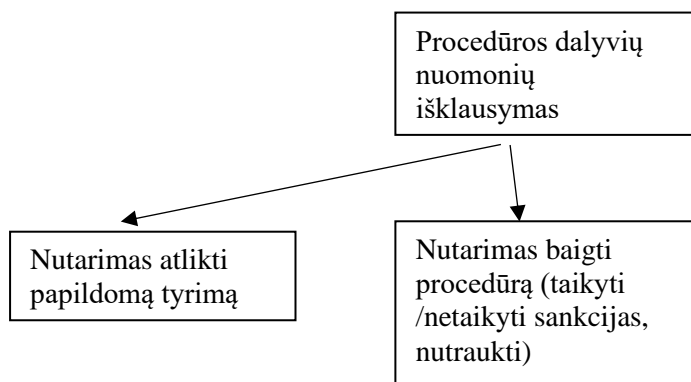 Procedūros dalyvių
nuomonių
išklausymas
Nutarimas atlikti
papildomą tyrimą
Nutarimas baigti
procedūrą (taikyti
/netaikyti sankcijas,
nutraukti)